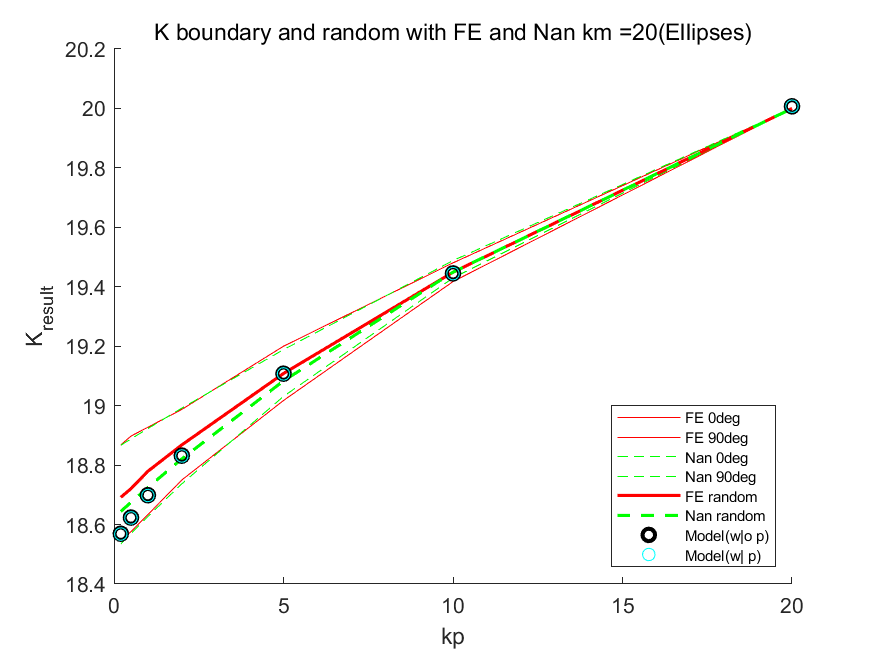 K boundary and random with FE and Nan km =20(Ellipses)
20.2
20
19.8
19.6
19.4
19.2
19
18.8
18.6
18.4
K_result
0
5
10
15
20
kp
FE 0deg
FE 90deg
Nan 0deg
Nan 90deg
FE random
Nan random
Model(w|o p)
Model(w| p)